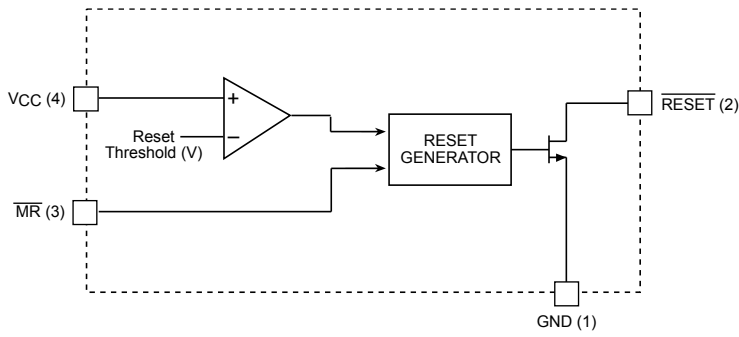 VCC (4)
+
Reset
Threshold (V)
–
RESET
GENERATOR
RESET (2)
MR (3)
GND (1)